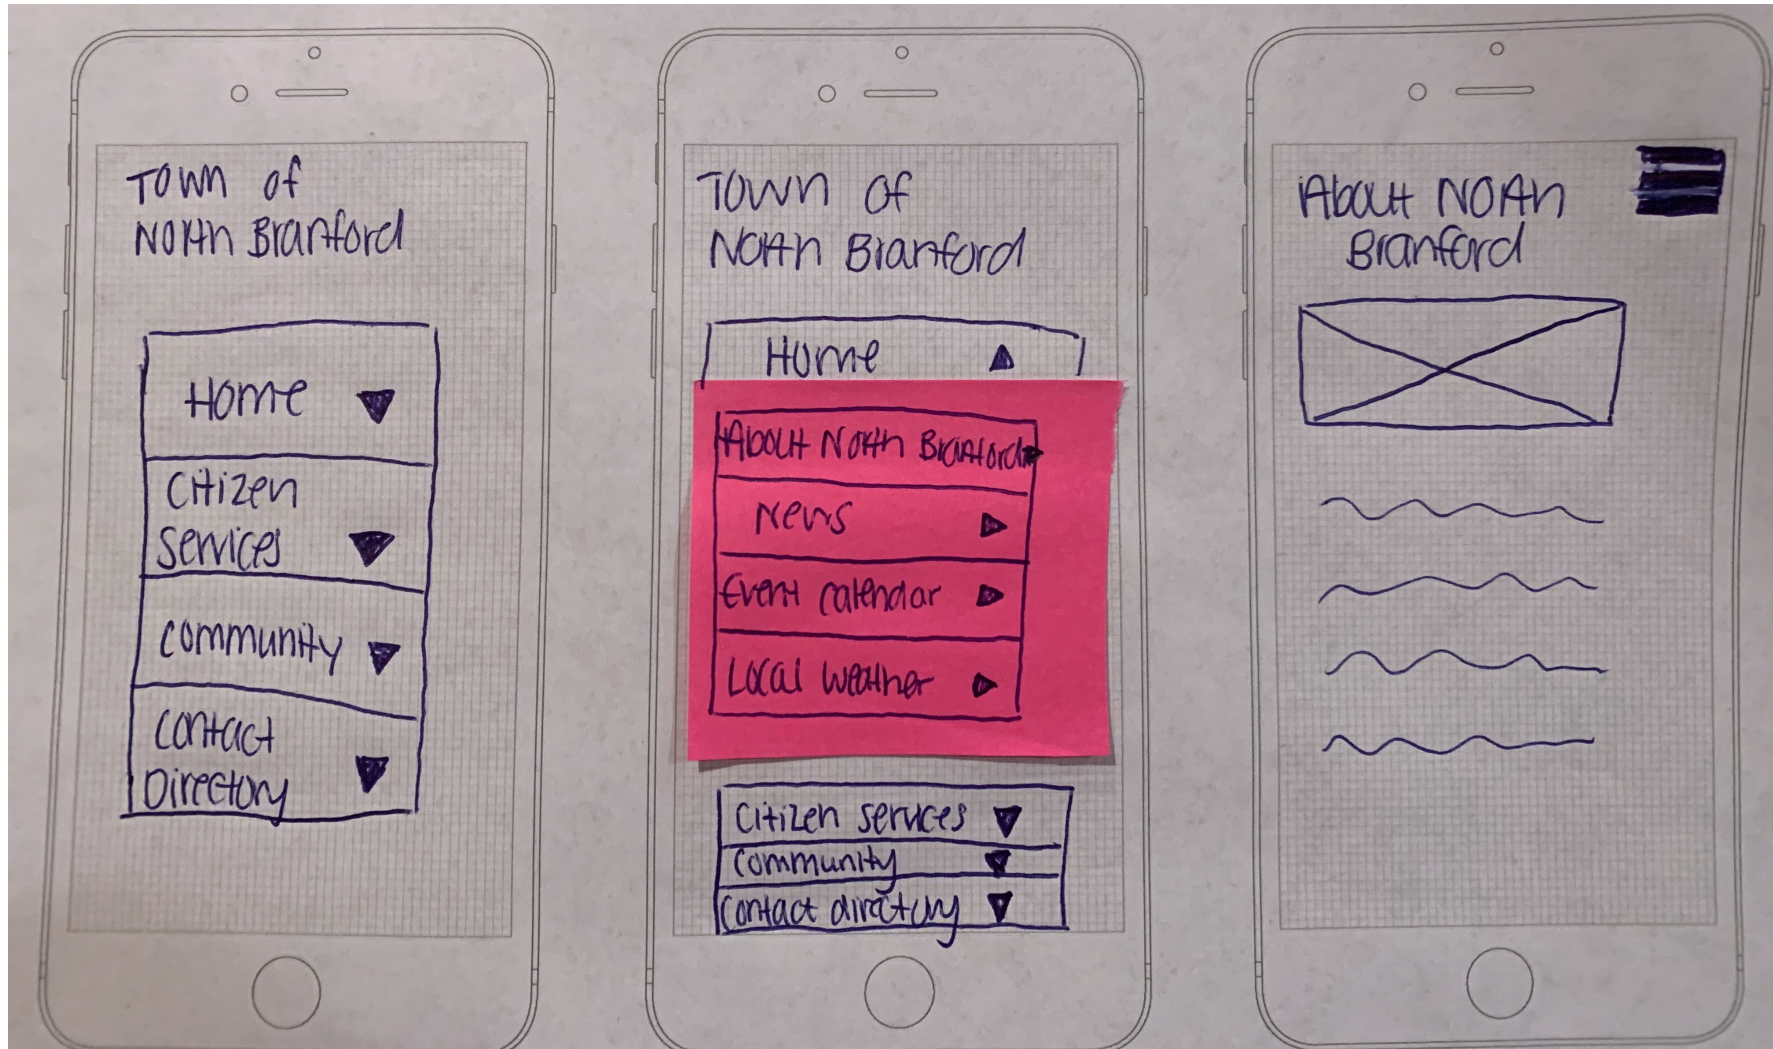 Town of
North Branford
Home
Citizen
Services
Community
Contact
Directory
Town of
North Branford
Home
About North Branford
News
Event calendar
Local weather
Citizen services
Community
Contact directory
About North
Branford